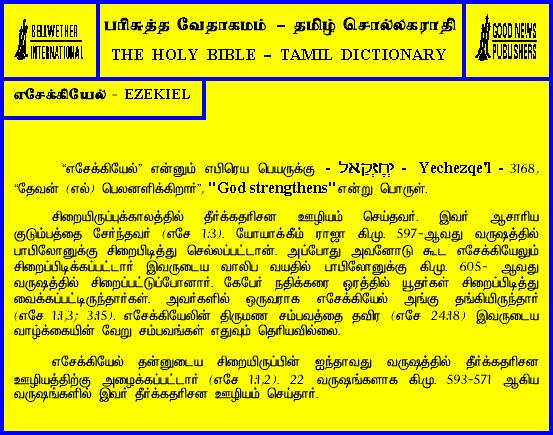 BELLWETHER
INTERNATIONAL
பரிசுத்த வேதாகமம் – தமிழ் சொல்லகராதி
THE HOLY BIBLE – TAMIL DICTIONARY
GOOD NEWS
PUBLISHERS
எசேக்கியேல் - EZEKIEL
“எசேக்கியேல்” என்னும் எபிரெய பெயருக்கு - יְחֶזְקֵאל - Yechezqe'l - 3168,
“தேவன் (எல்) பெலனளிக்கிறார்”, "God strengthens" என்று பொருள்.
சிறையிருப்புக்காலத்தில் தீர்க்கதரிசன ஊழியம் செய்தவர். இவர் ஆசாரிய
குடும்பத்தை சேர்ந்தவர் (எசே 1:3). யோயாக்கீம் ராஜா கி.மு. 597-ஆவது வருஷத்தில்
பாபிலோனுக்கு சிறைபிடித்து செல்லப்பட்டான். அப்போது அவனோடு கூட எசேக்கியேலும்
சிறைப்பிடிக்கப்பட்டார் இவருடைய வாலிப வயதில் பாபிலோனுக்கு கி.மு. 605- ஆவது
வருஷத்தில் சிறைப்பட்டுப்போனார். கேபேர் நதிக்கரை ஓரத்தில் யூதர்கள் சிறைப்பிடித்து
வைக்கப்பட்டிருந்தார்கள். அவர்களில் ஒருவராக எசேக்கியேல் அங்கு தங்கியிருந்தார்
(எசே 1:1,3; 3:15). எசேக்கியேலின் திருமண சம்பவத்தை தவிர (எசே 24:18) இவருடைய
வாழ்க்கையின் வேறு சம்பவங்கள் எதுவும் தெரியவில்லை.
எசேக்கியேல் தன்னுடைய சிறையிருப்பின் ஐந்தாவது வருஷத்தில் தீர்க்கதரிசன
ஊழியத்திற்கு அழைக்கப்பட்டார் (எசே 1:1,2). 22 வருஷங்களாக கி.மு. 593-571 ஆகிய
வருஷங்களில் இவர் தீர்க்கதரிசன ஊழியம் செய்தார்.